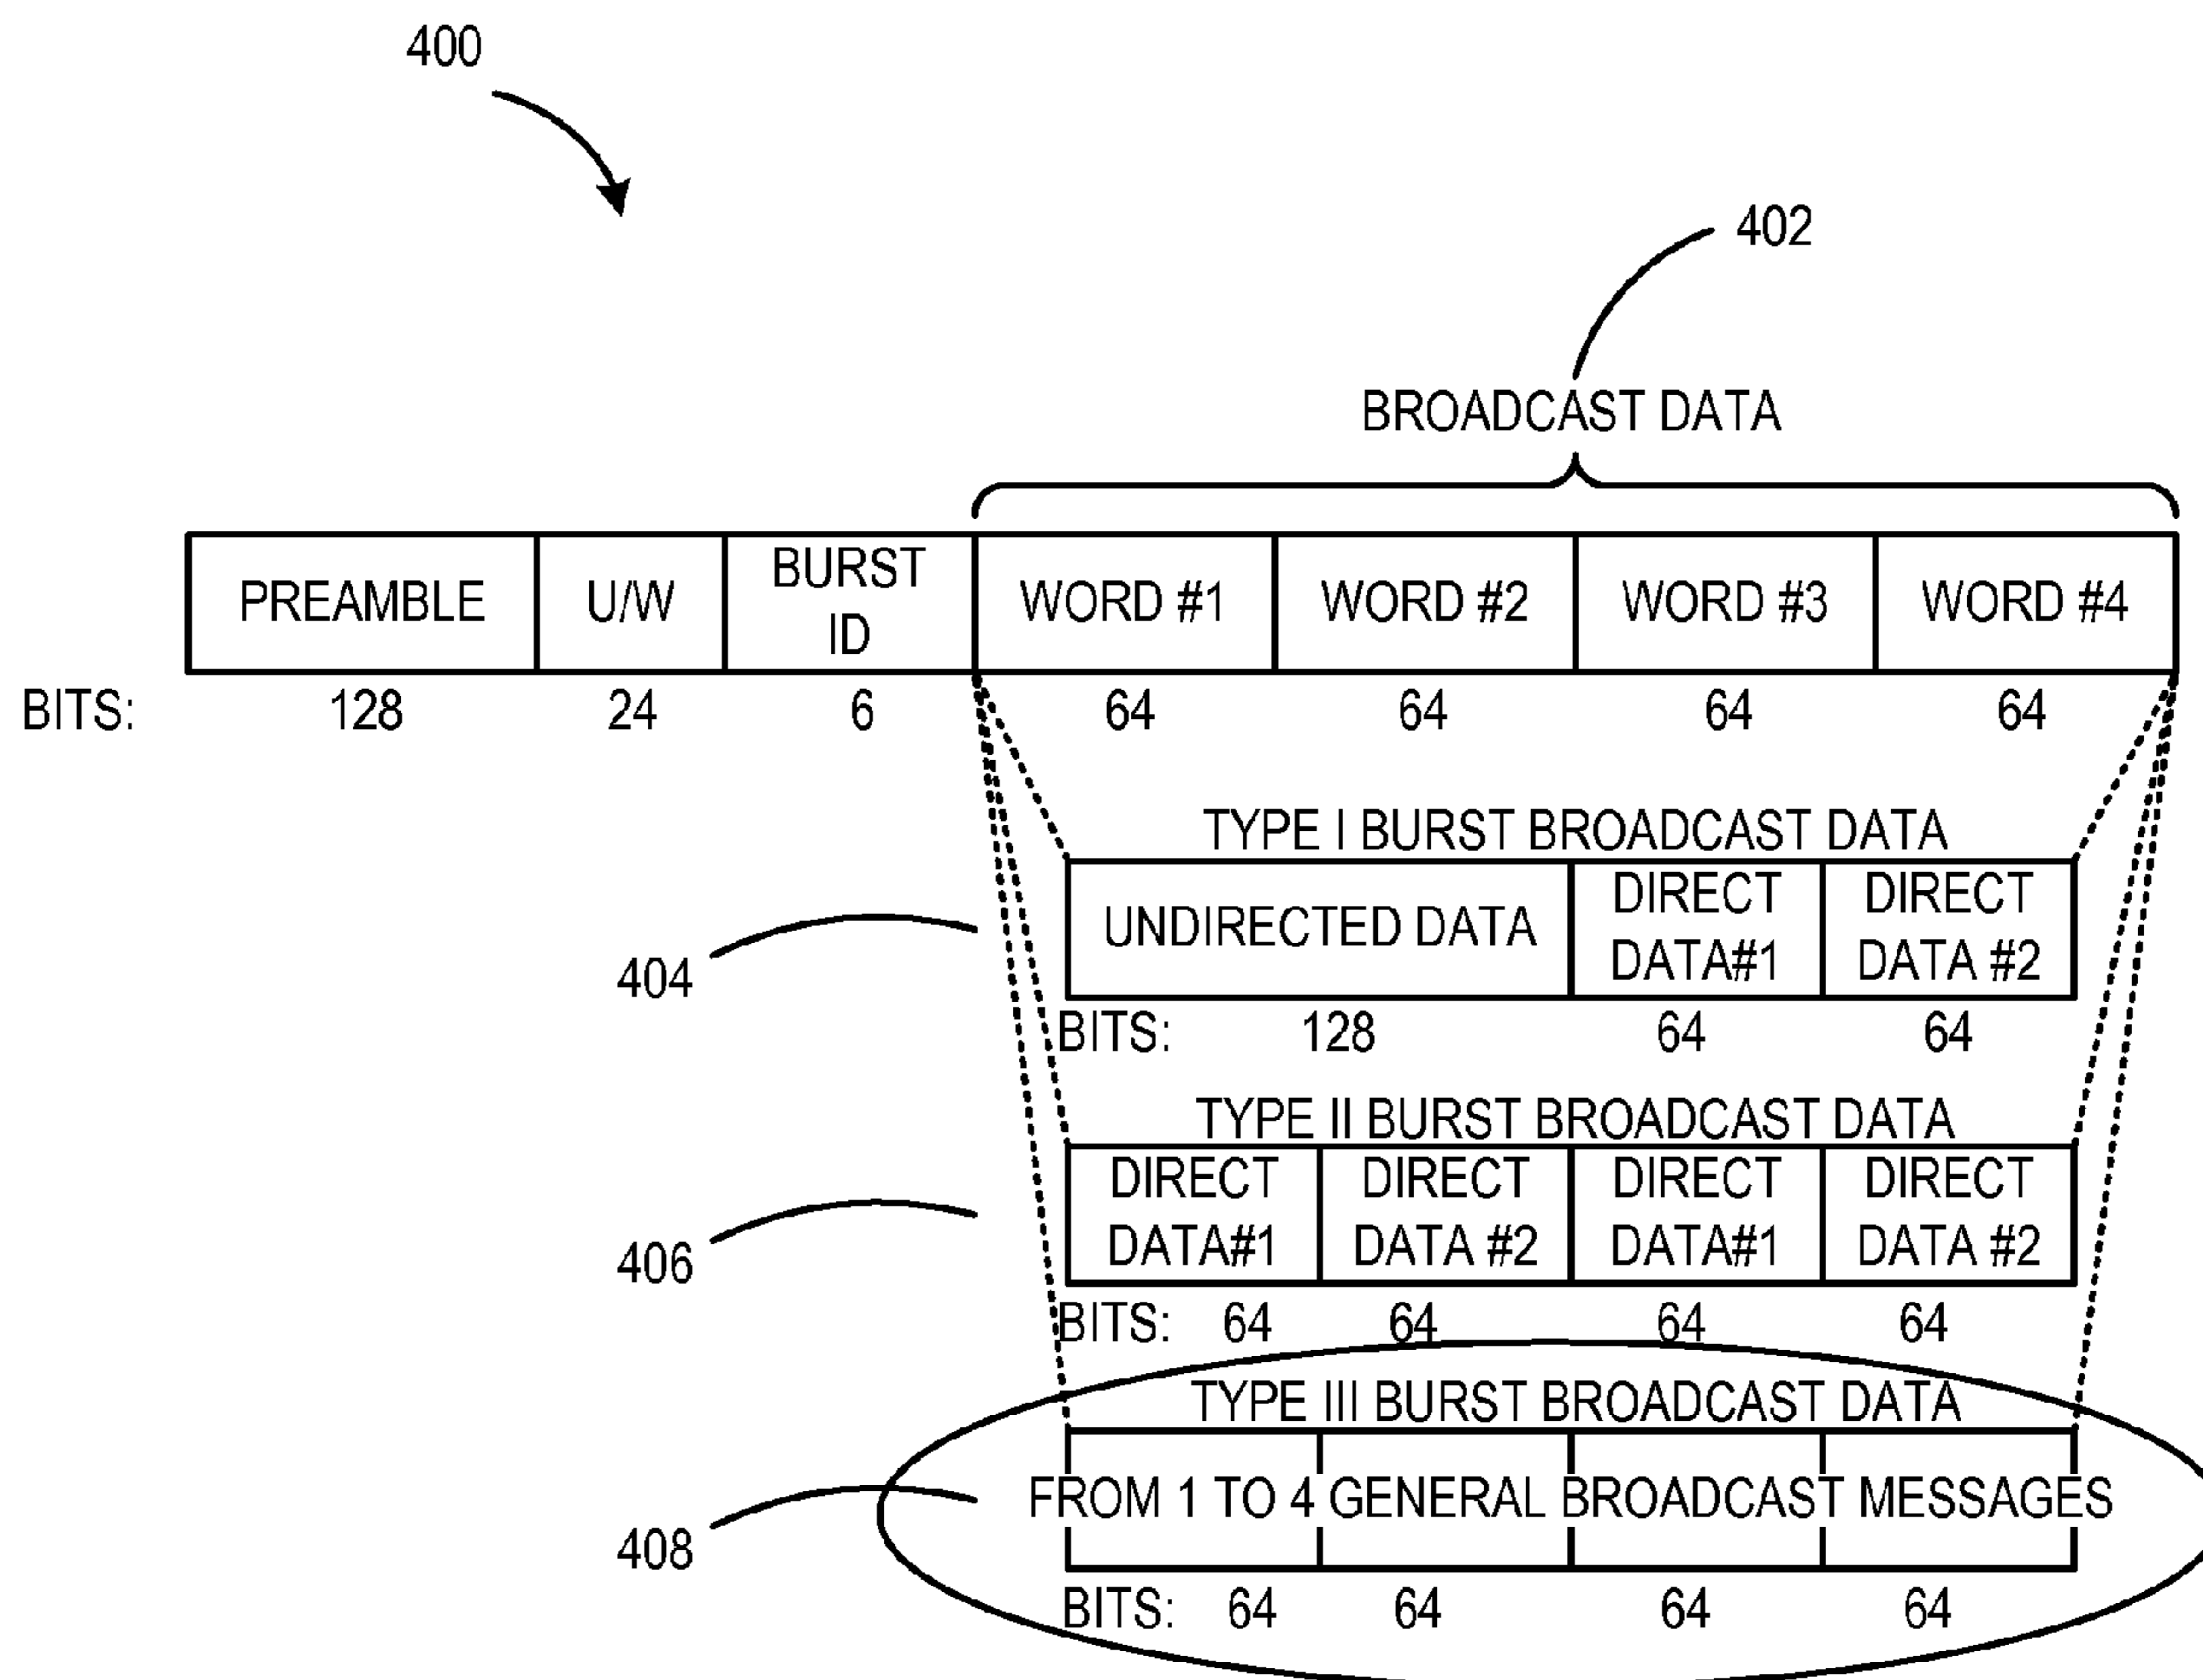 400
402
BROADCAST DATA
PREAMBLE U/W BURST ID WORD #1 WORD #2 WORD #3 WORD #4
BITS: 128 24 6 64 64 64 64
TYPE I BURST BROADCAST DATA
UNDIRECTED DATA DIRECT DATA#1 DIRECT DATA #2
404
BITS: 128 64 64
TYPE II BURST BROADCAST DATA
DIRECT DATA#1 DIRECT DATA #2 DIRECT DATA#1 DIRECT DATA #2
406
BITS: 64 64 64 64
TYPE III BURST BROADCAST DATA
FROM 1 TO 4 GENERAL BROADCAST MESSAGES
408
BITS: 64 64 64 64